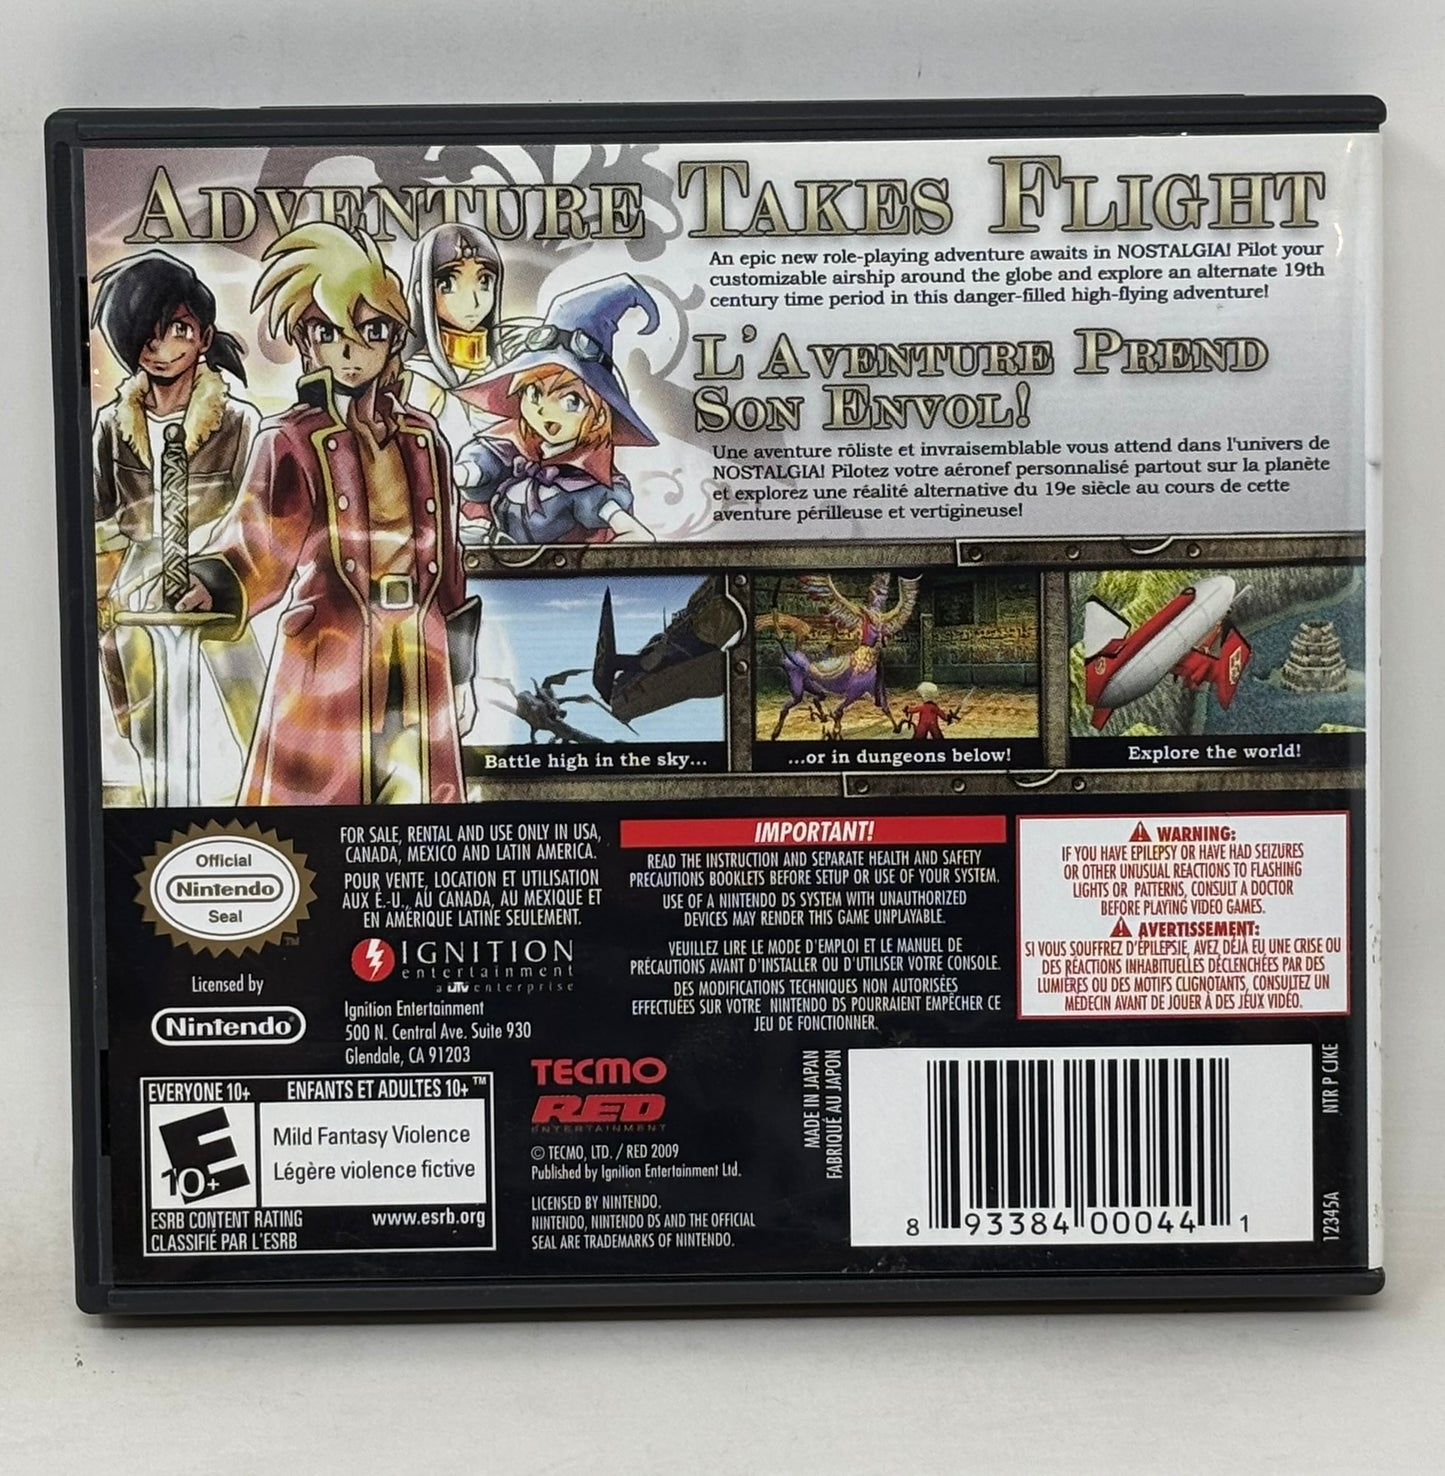 ADVENTURE TAKES FLIGHT
An epic new role-playing adventure awaits in NOSTALGIA! Pilot your
customizable airship around the globe and explore an alternate 19th
century time period in this danger-filled high-flying adventure!
L'AVENTURE PREND
SON ENVOL!
Une aventure rôliste et invraisemblable vous attend dans l'univers de
NOSTALGIA! Pilotez votre aéronef personnalisé partout sur la planète
et explorez une réalité alternative du 19e siècle au cours de cette
aventure périlleuse et vertigineuse!
Battle high in the sky...
...or in dungeons below!
Explore the world!
Official
Nintendo
Seal
TM
Licensed by
Nintendo
FOR SALE, RENTAL AND USE ONLY IN USA,
CANADA, MEXICO AND LATIN AMERICA.
POUR VENTE, LOCATION ET UTILISATION
AUX E.-U., AU CANADA, AU MEXIQUE ET
EN AMÉRIQUE LATINE SEULEMENT.
IGNITION
entertainment
a UTV enterprise
Ignition Entertainment
500 N. Central Ave. Suite 930
Glendale, CA 91203
IMPORTANT!
READ THE INSTRUCTION AND SEPARATE HEALTH AND SAFETY
PRECAUTIONS BOOKLETS BEFORE SETUP OR USE OF YOUR SYSTEM.
USE OF A NINTENDO DS SYSTEM WITH UNAUTHORIZED
DEVICES MAY RENDER THIS GAME UNPLAYABLE.
VEUILLEZ LIRE LE MODE D'EMPLOI ET LE MANUEL DE
PRÉCAUTIONS AVANT D'INSTALLER OU D'UTILISER VOTRE CONSOLE.
DES MODIFICATIONS TECHNIQUES NON AUTORISÉES
EFFECTUÉES SUR VOTRE NINTENDO DS POURRAIENT EMPÊCHER CE
JEU DE FONCTIONNER.
WARNING:
IF YOU HAVE EPILEPSY OR HAVE HAD SEIZURES
OR OTHER UNUSUAL REACTIONS TO FLASHING
LIGHTS OR PATTERNS, CONSULT A DOCTOR
BEFORE PLAYING VIDEO GAMES.
AVERTISSEMENT:
SI VOUS SOUFFREZ D'ÉPILEPSIE, AVEZ DÉJÀ EU UNE CRISE OU
DES RÉACTIONS INHABITUELLES DÉCLENCHÉES PAR DES
LUMIÈRES OU DES MOTIFS CLIGNOTANTS, CONSULTEZ UN
MÉDECIN AVANT DE JOUER À DES JEUX VIDÉO.
EVERYONE 10+ ENFANTS ET ADULTES 10+ ™
E
10+
Mild Fantasy Violence
Légère violence fictive
ESRB CONTENT RATING www.esrb.org
CLASSIFIÉ PAR L'ESRB
TECMO
RED
ENTERTAINMENT
© TECMO, LTD. / RED 2009
Published by Ignition Entertainment Ltd.
LICENSED BY NINTENDO.
NINTENDO, NINTENDO DS AND THE OFFICIAL
SEAL ARE TRADEMARKS OF NINTENDO.
MADE IN JAPAN
FABRIQUÉ AU JAPON
8 93384 00044 1
NTR P CJKE
12345A